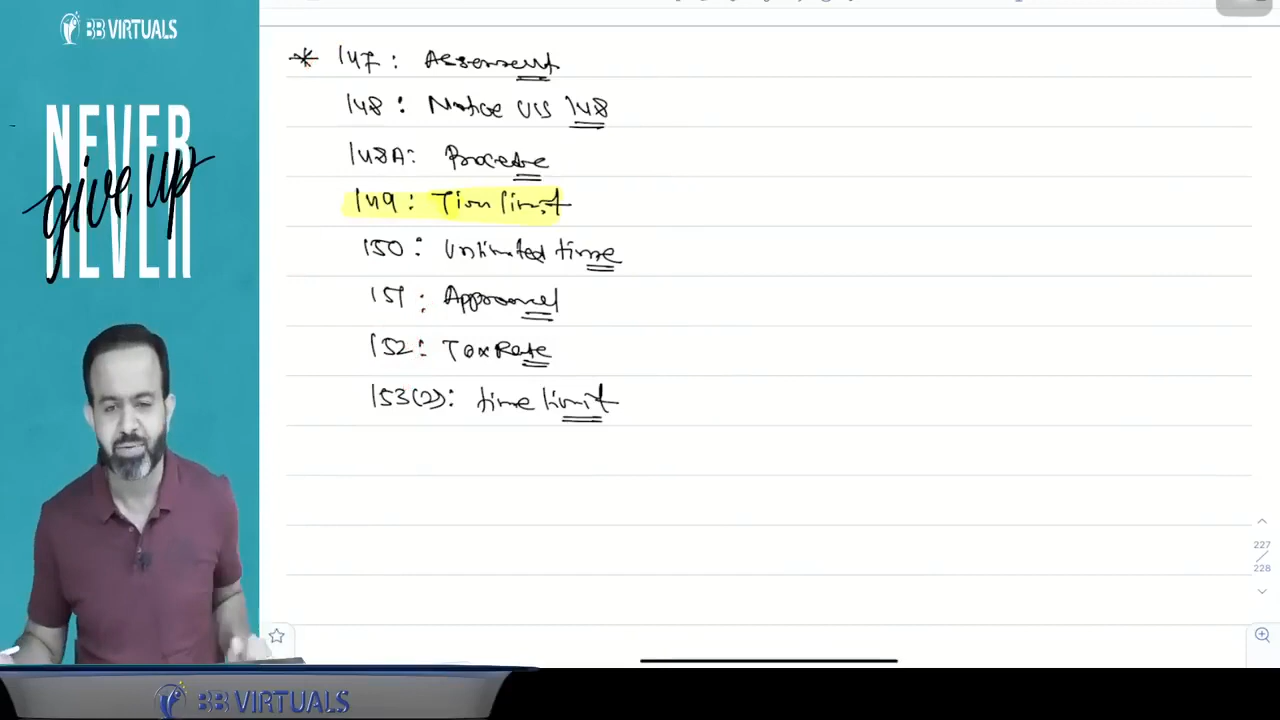 BB VIRTUALS
NEVER
give up
NEVER
* 147 : Assessment
148 : Notice u/s 148
148A : Procedure
149 : Time limit
150 : Unlimited time
151 : Approval
152 : Tax Rate
153(2) : time limit
227
228
BB VIRTUALS